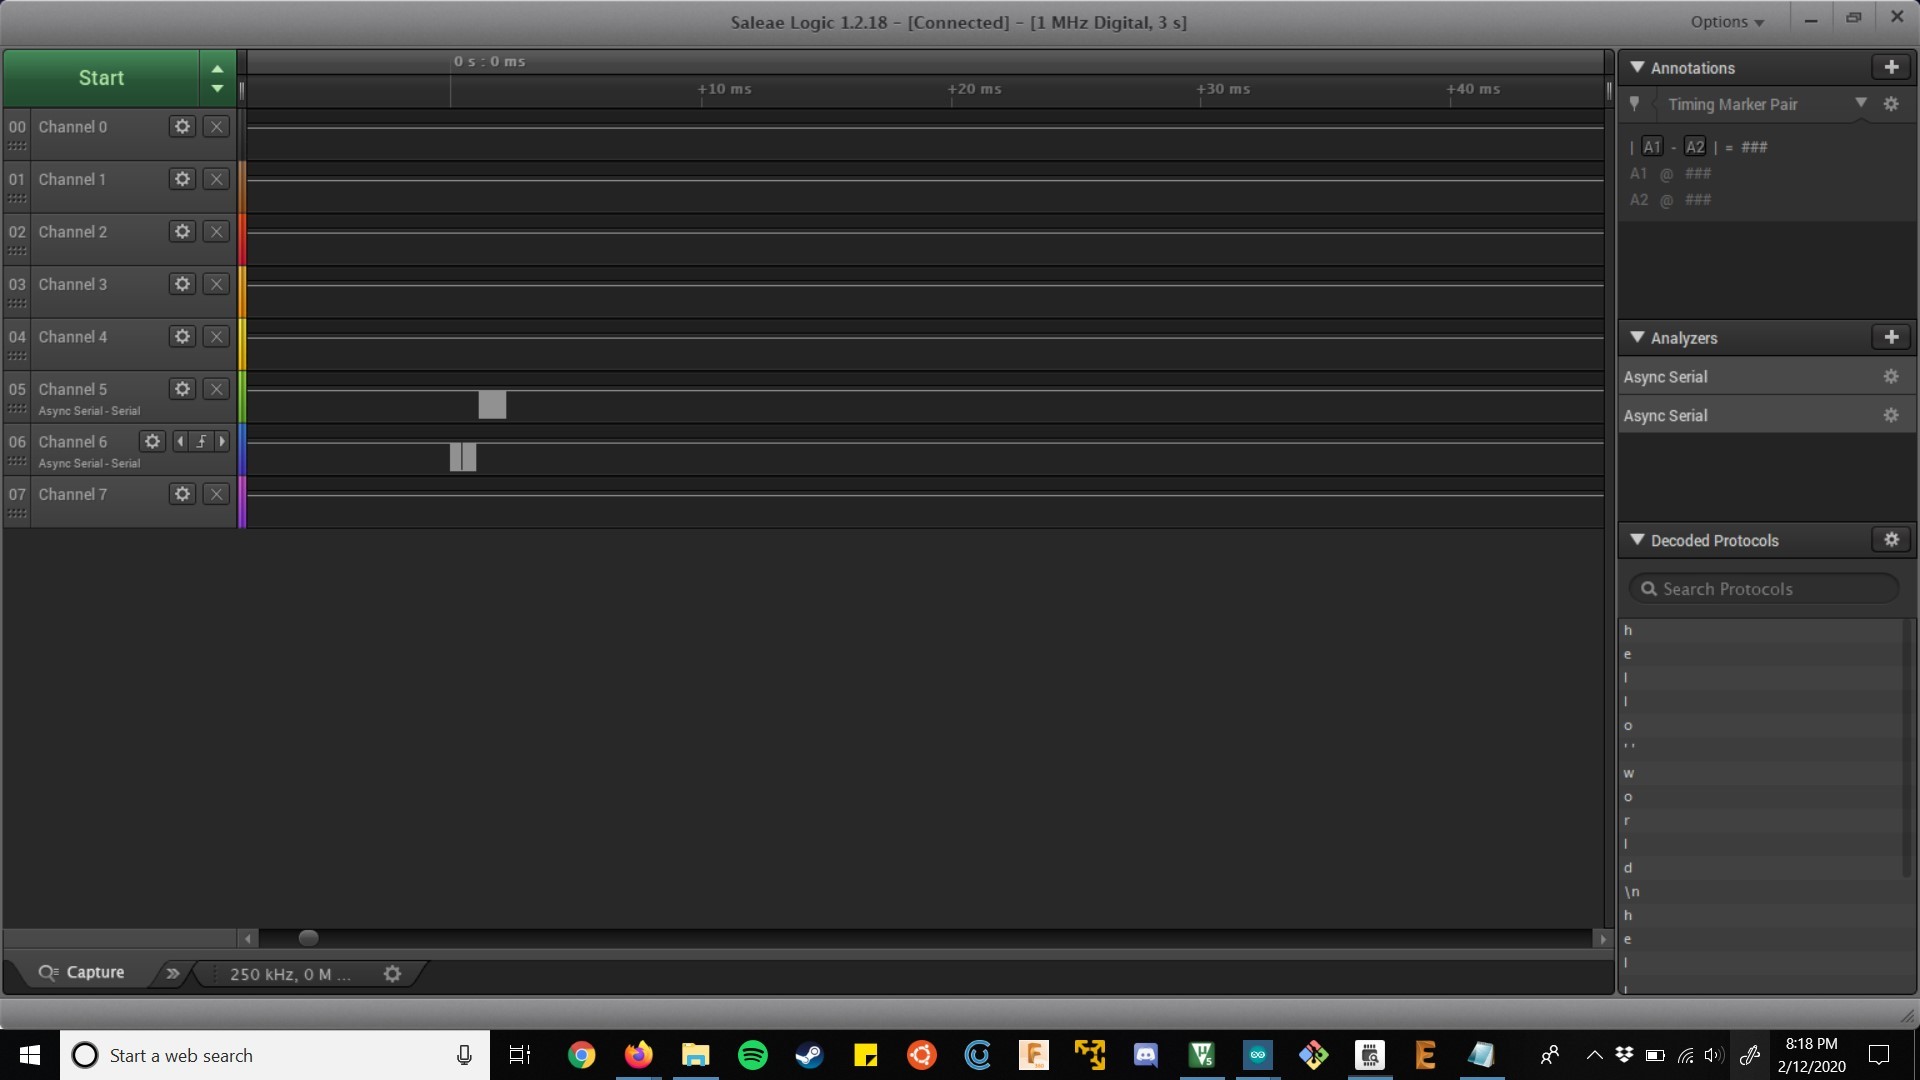 Saleae Logic 1.2.18 - [Connected] - [1 MHz Digital, 3 s]
Options
Start
0 s : 0 ms
+10 ms
+20 ms
+30 ms
+40 ms
00 Channel 0
01 Channel 1
02 Channel 2
03 Channel 3
04 Channel 4
05 Channel 5
Async Serial - Serial
06 Channel 6
Async Serial - Serial
07 Channel 7
Capture
250 kHz, 0 M ...
Annotations
Timing Marker Pair
| A1 - A2 | = ###
A1 @ ###
A2 @ ###
Analyzers
Async Serial
Async Serial
Decoded Protocols
Search Protocols
h
e
l
l
o
' '
w
o
r
l
d
\n
h
e
l
l
Start a web search
8:18 PM
2/12/2020